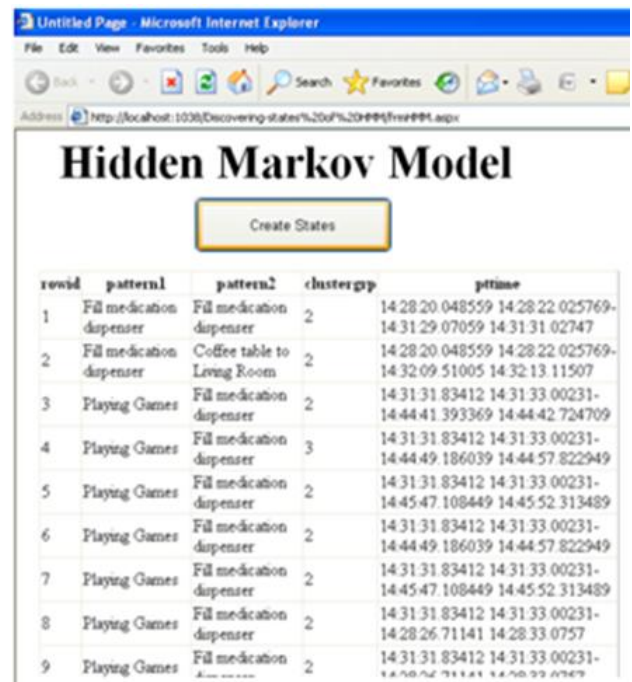 Untitled Page - Microsoft Internet Explorer
File Edit View Favorites Tools Help
Back Search Favorites
Address http://localhost:1038/Discovering-states%20of%20HMM/frmHMM.aspx
Hidden Markov Model
Create States
rowid pattern1 pattern2 clustergrp pttime
1 Fill medication dispenser Fill medication dispenser 2 14:28:20.048559 14:28:22.025769-
14:31:29.07059 14:31:31.02747
2 Fill medication dispenser Coffee table to Living Room 2 14:28:20.048559 14:28:22.025769-
14:32:09.51005 14:32:13.11507
3 Playing Games Fill medication dispenser 2 14:31:31.83412 14:31:33.00231-
14:44:41.393369 14:44:42.724709
4 Playing Games Fill medication dispenser 3 14:31:31.83412 14:31:33.00231-
14:44:49.186039 14:44:57.822949
5 Playing Games Fill medication dispenser 2 14:31:31.83412 14:31:33.00231-
14:45:47.108449 14:45:52.313489
6 Playing Games Fill medication dispenser 2 14:31:31.83412 14:31:33.00231-
14:44:49.186039 14:44:57.822949
7 Playing Games Fill medication dispenser 2 14:31:31.83412 14:31:33.00231-
14:45:47.108449 14:45:52.313489
8 Playing Games Fill medication dispenser 2 14:31:31.83412 14:31:33.00231-
14:28:26.71141 14:28:33.0757
9 Playing Games Fill medication 2 14:31:31.83412 14:31:33.00231-